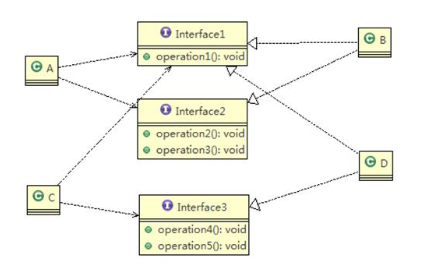 I Interface1
operation1(): void
C A
C B
I Interface2
operation2(): void
operation3(): void
C D
C C
I Interface3
operation4(): void
operation5(): void